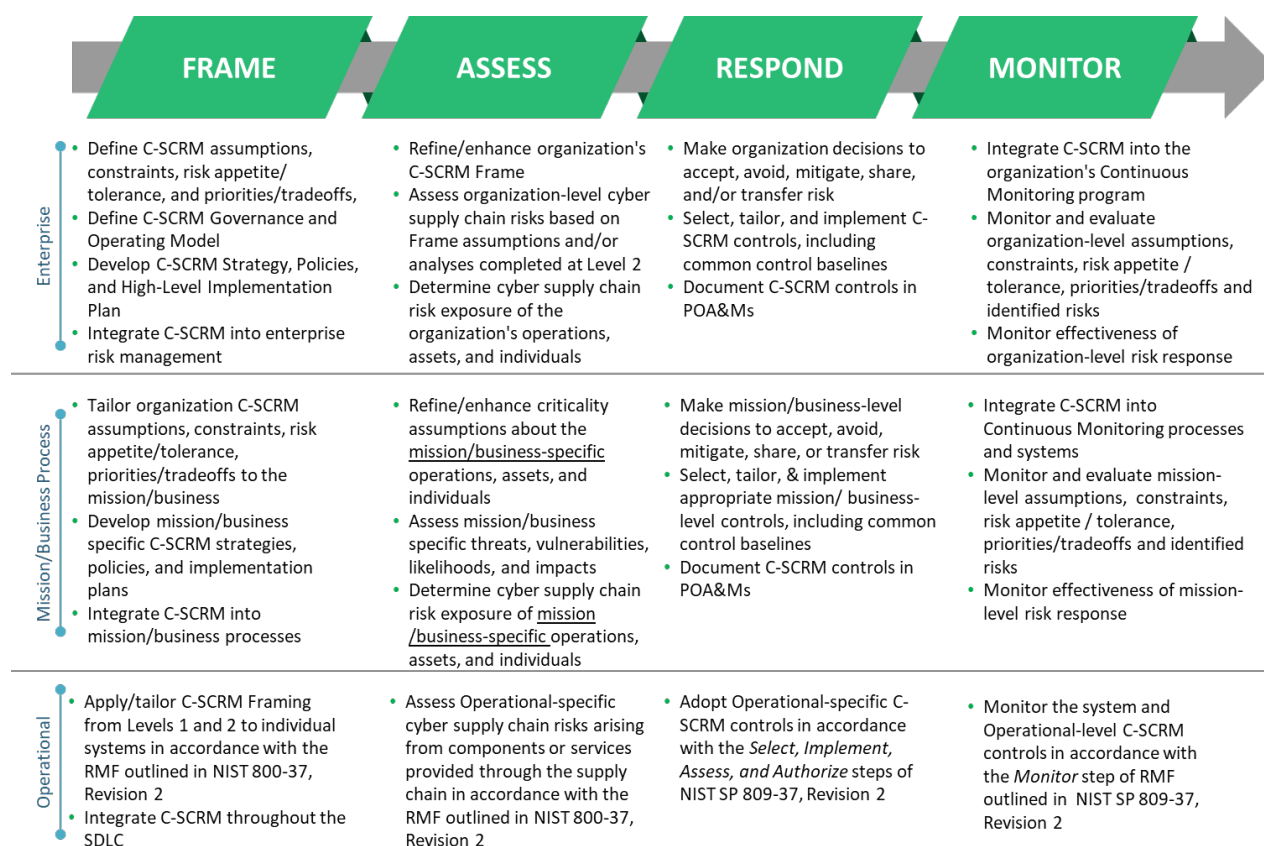 FRAME
ASSESS
RESPOND
MONITOR
Enterprise
• Define C-SCRM assumptions,
constraints, risk appetite/
tolerance, and priorities/tradeoffs,
• Define C-SCRM Governance and
Operating Model
• Develop C-SCRM Strategy, Policies,
and High-Level Implementation
Plan
• Integrate C-SCRM into enterprise
risk management
• Refine/enhance organization's
C-SCRM Frame
• Assess organization-level cyber
supply chain risks based on
Frame assumptions and/or
analyses completed at Level 2
• Determine cyber supply chain
risk exposure of the
organization's operations,
assets, and individuals
• Make organization decisions to
accept, avoid, mitigate, share,
and/or transfer risk
• Select, tailor, and implement C-
SCRM controls, including
common control baselines
• Document C-SCRM controls in
POA&Ms
• Integrate C-SCRM into the
organization's Continuous
Monitoring program
• Monitor and evaluate
organization-level assumptions,
constraints, risk appetite /
tolerance, priorities/tradeoffs and
identified risks
• Monitor effectiveness of
organization-level risk response
Mission/Business Process
• Tailor organization C-SCRM
assumptions, constraints, risk
appetite/tolerance,
priorities/tradeoffs to the
mission/business
• Develop mission/business
specific C-SCRM strategies,
policies, and implementation
plans
• Integrate C-SCRM into
mission/business processes
• Refine/enhance criticality
assumptions about the
mission/business-specific
operations, assets, and
individuals
• Assess mission/business
specific threats, vulnerabilities,
likelihoods, and impacts
• Determine cyber supply chain
risk exposure of mission
/business-specific operations,
assets, and individuals
• Make mission/business-level
decisions to accept, avoid,
mitigate, share, or transfer risk
• Select, tailor, & implement
appropriate mission/ business-
level controls, including common
control baselines
• Document C-SCRM controls in
POA&Ms
• Integrate C-SCRM into
Continuous Monitoring processes
and systems
• Monitor and evaluate mission-
level assumptions, constraints,
risk appetite / tolerance,
priorities/tradeoffs and identified
risks
• Monitor effectiveness of mission-
level risk response
Operational
• Apply/tailor C-SCRM Framing
from Levels 1 and 2 to individual
systems in accordance with the
RMF outlined in NIST 800-37,
Revision 2
• Integrate C-SCRM throughout the
SDLC
• Assess Operational-specific
cyber supply chain risks arising
from components or services
provided through the supply
chain in accordance with the
RMF outlined in NIST 800-37,
Revision 2
• Adopt Operational-specific C-
SCRM controls in accordance
with the Select, Implement,
Assess, and Authorize steps of
NIST SP 809-37, Revision 2
• Monitor the system and
Operational-level C-SCRM
controls in accordance with
the Monitor step of RMF
outlined in NIST SP 809-37,
Revision 2